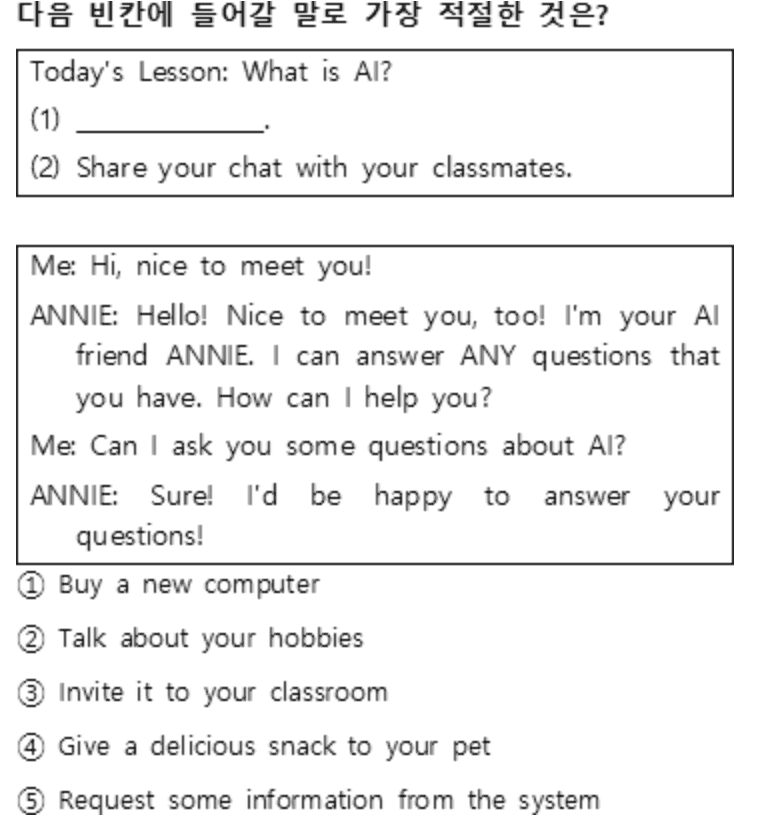 다음 빈칸에 들어갈 말로 가장 적절한 것은?
Today's Lesson: What is AI?
(1) ______________.
(2) Share your chat with your classmates.
Me: Hi, nice to meet you!
ANNIE: Hello! Nice to meet you, too! I'm your AI
friend ANNIE. I can answer ANY questions that
you have. How can I help you?
Me: Can I ask you some questions about AI?
ANNIE: Sure! I'd be happy to answer your
questions!
① Buy a new computer
② Talk about your hobbies
③ Invite it to your classroom
④ Give a delicious snack to your pet
⑤ Request some information from the system